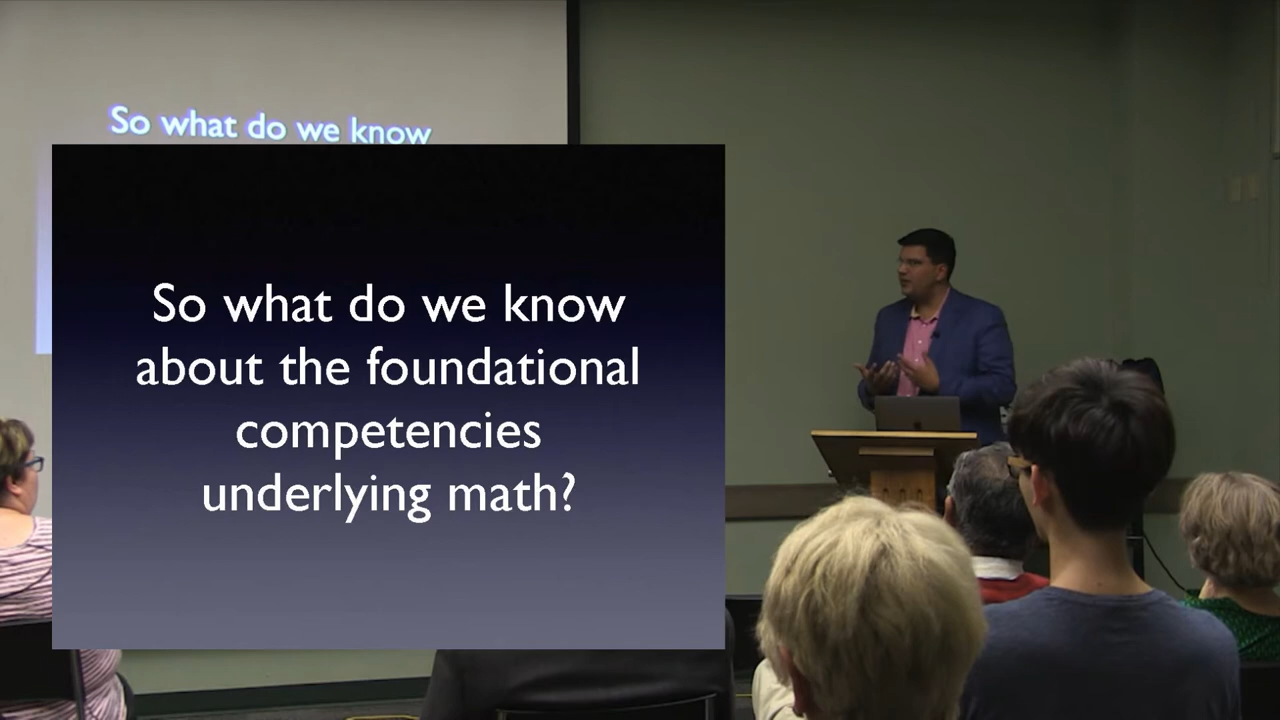 So what do we know
So what do we know
about the foundational
competencies
underlying math?